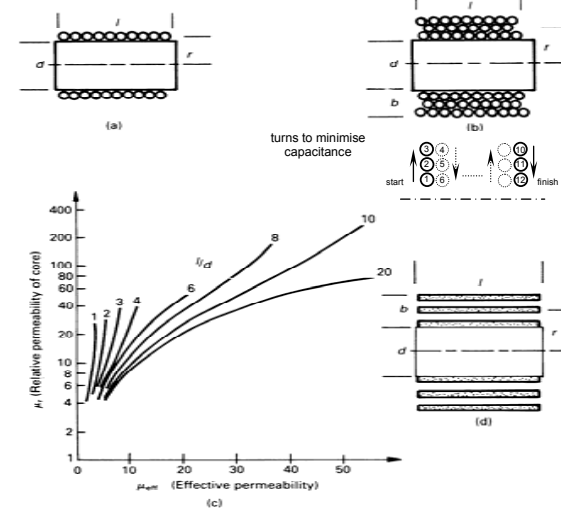 l
d
r
(a)
l
d
r
b
(b)
turns to minimise
capacitance
3 4 10
2 5 11
1 6 12
start
finish
μr (Relative permeability of core)
400
200
100
80
60
40
20
10
8
6
4
2
1
l/d
1 2 3 4 6 8 10 20
0 10 20 30 40 50
μeff (Effective permeability)
(c)
l
b
d
r
(d)